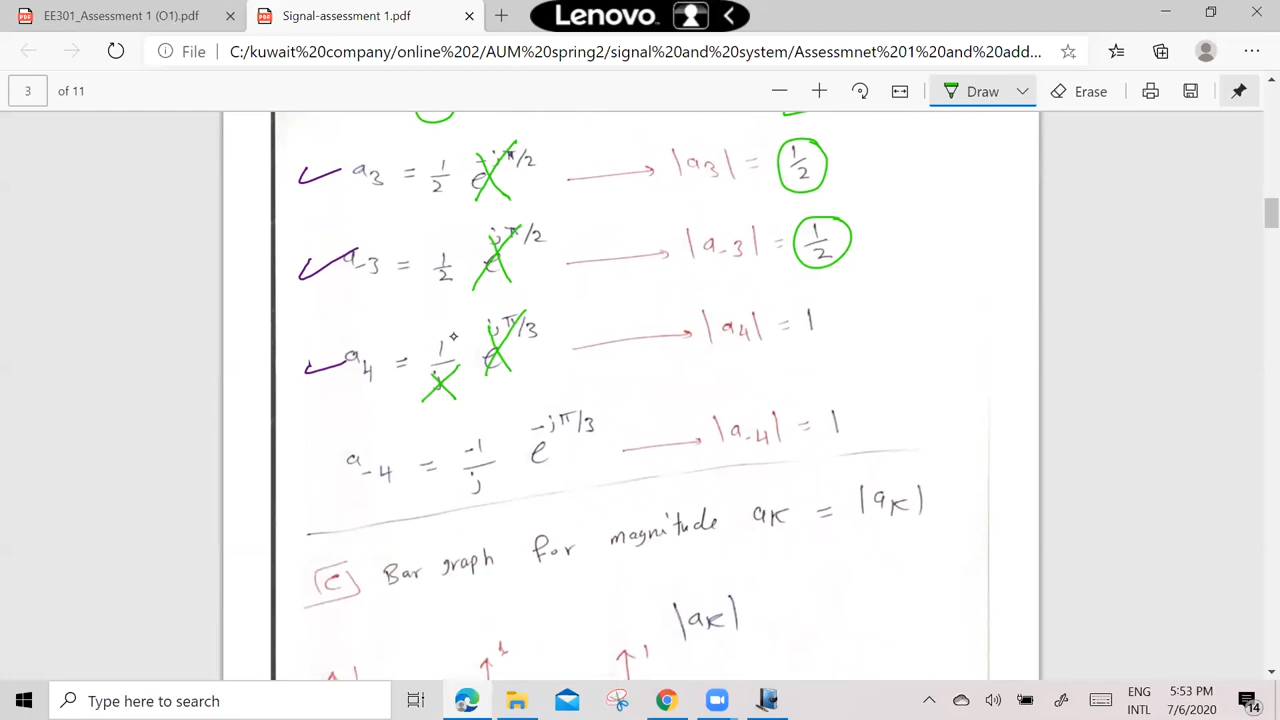 EE301_Assessment 1 (O1).pdf
Signal-assessment 1.pdf
Lenovo
File
C:/kuwait%20company/online%202/AUM%20spring2/signal%20and%20system/Assessmnet%201%20and%20add...
3 of 11
Draw
Erase
a3 = 1/2 e^-jπ/2 → |a3| = 1/2
a-3 = 1/2 e^jπ/2 → |a-3| = 1/2
a4 = 1/j e^jπ/3 → |a4| = 1
a-4 = -1/j e^-jπ/3 → |a-4| = 1
C Bar graph for magnitude aK = |aK|
|aK|
1 1 1
Type here to search
ENG
INTL
5:53 PM
7/6/2020
14